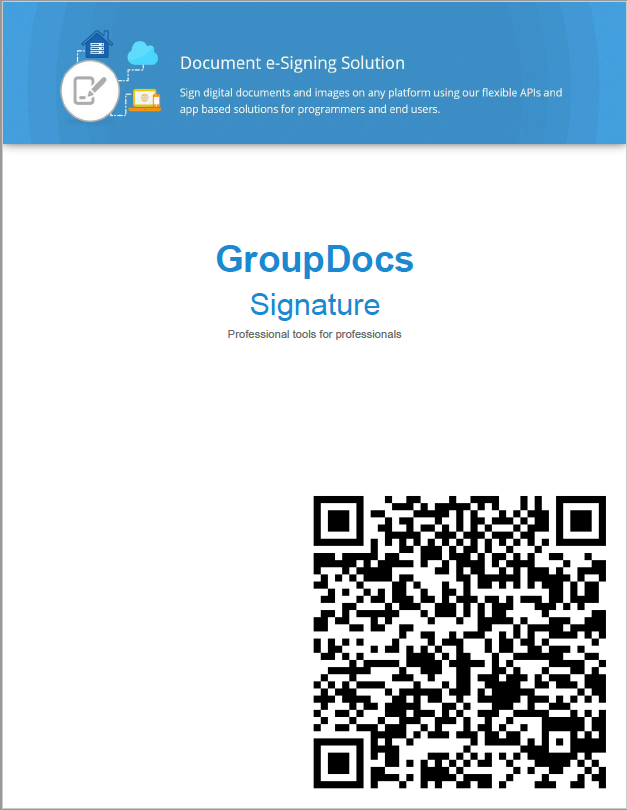 Document e-Signing Solution
Sign digital documents and images on any platform using our flexible APIs and
app based solutions for programmers and end users.
GroupDocs
Signature
Professional tools for professionals